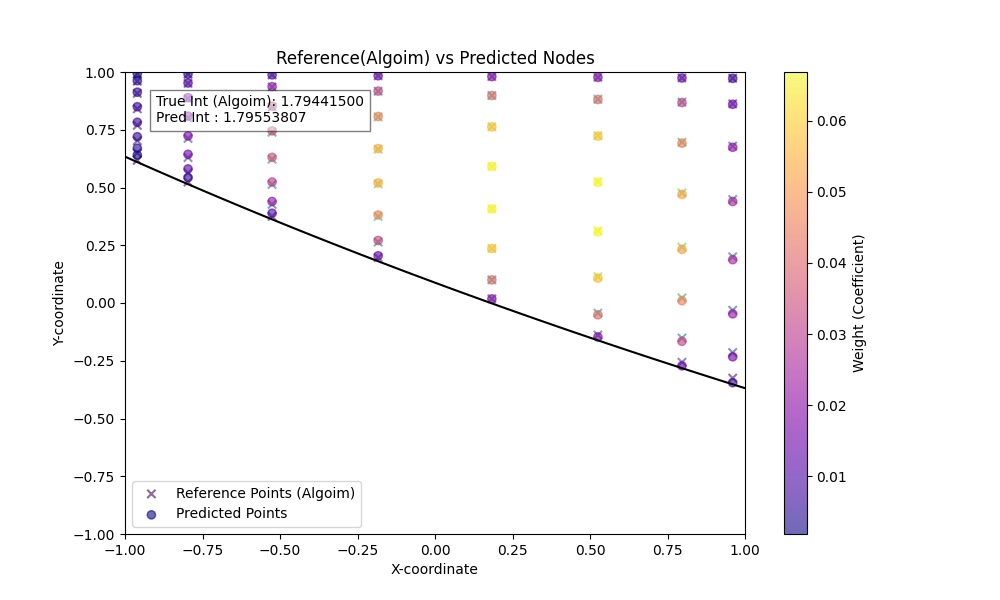 Reference(Algoim) vs Predicted Nodes
True Int (Algoim): 1.79441500
Pred Int : 1.79553807
1.00
0.75
0.50
0.25
0.00
−0.25
−0.50
−0.75
−1.00
Y-coordinate
Reference Points (Algoim)
Predicted Points
−1.00 −0.75 −0.50 −0.25 0.00 0.25 0.50 0.75 1.00
X-coordinate
0.06
0.05
0.04
0.03
0.02
0.01
Weight (Coefficient)